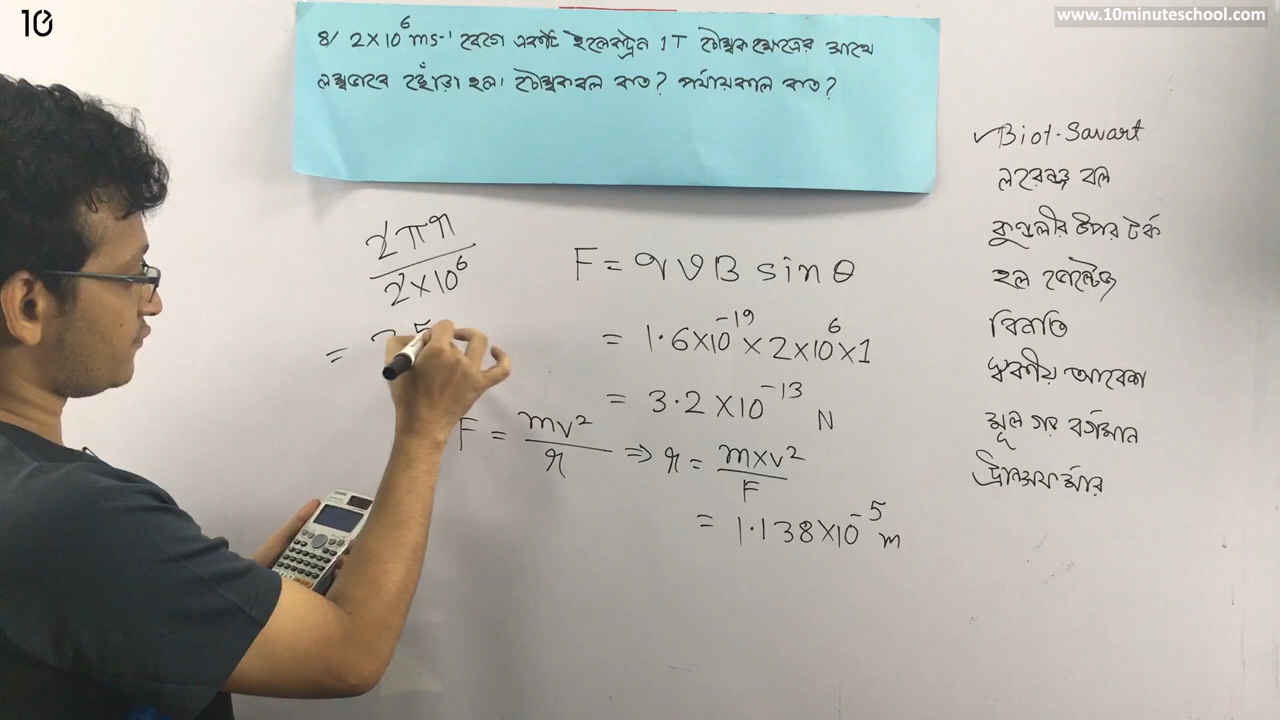 10
www.10minuteschool.com
8/ 2×10⁶ ms⁻¹ বেগে একটি ইলেকট্রন 1T চৌম্বকক্ষেত্রের সাথে
লম্বভাবে ছোঁড়া হল। চৌম্বকবল কত? পর্যায়কাল কত?
✓Biot-Savart
লরেঞ্জ বল
কুণ্ডলীর উপর টর্ক
হল ভোল্টেজ
বিনতি
স্বকীয় আবেশ
মূল গড় বর্গমান
ট্রান্সফর্মার
2πr / 2×10⁶
=
F = qvB sinθ
= 1.6×10⁻¹⁹ × 2×10⁶ × 1
= 3.2×10⁻¹³ N
F = mv² / r ⇒ r = m×v² / F
= 1.138×10⁻⁵ m
CASIO